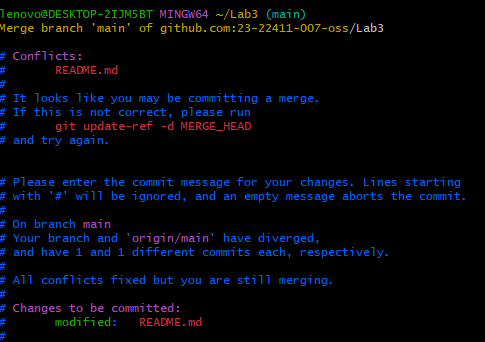 lenovo@DESKTOP-2IJM5BT MINGW64 ~/Lab3 (main)
Merge branch 'main' of github.com:23-22411-007-oss/Lab3
# Conflicts:
#       README.md
#
# It looks like you may be committing a merge.
# If this is not correct, please run
#       git update-ref -d MERGE_HEAD
# and try again.
# Please enter the commit message for your changes. Lines starting
# with '#' will be ignored, and an empty message aborts the commit.
#
# On branch main
# Your branch and 'origin/main' have diverged,
# and have 1 and 1 different commits each, respectively.
#
# All conflicts fixed but you are still merging.
#
# Changes to be committed:
#       modified:   README.md
#